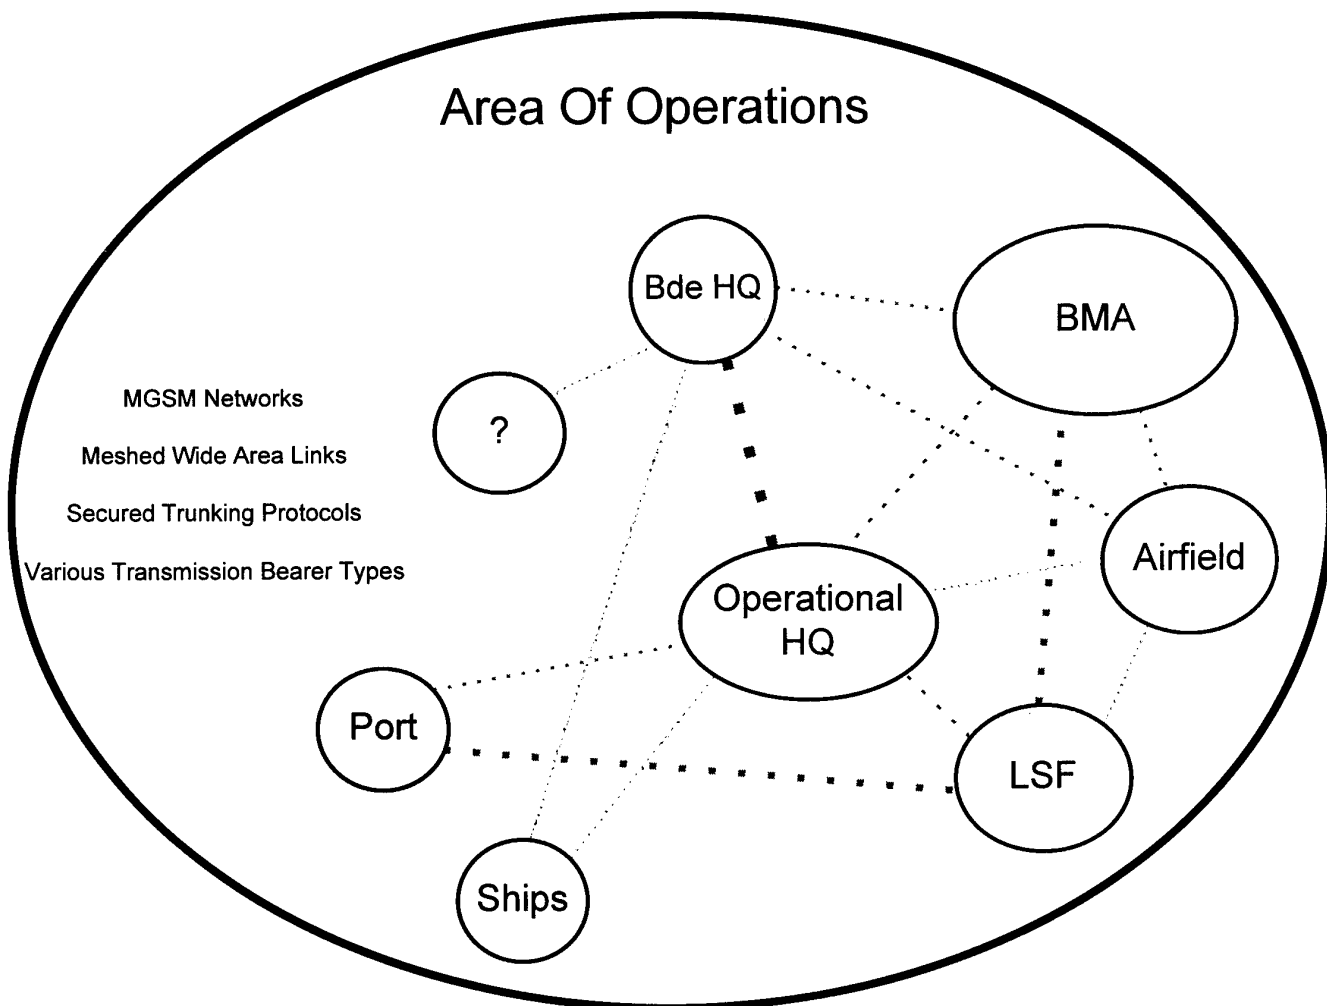 Area Of Operations
Bde HQ
BMA
MGSM Networks
?
Meshed Wide Area Links
Secured Trunking Protocols
Various Transmission Bearer Types
Airfield
Operational
HQ
Port
LSF
Ships